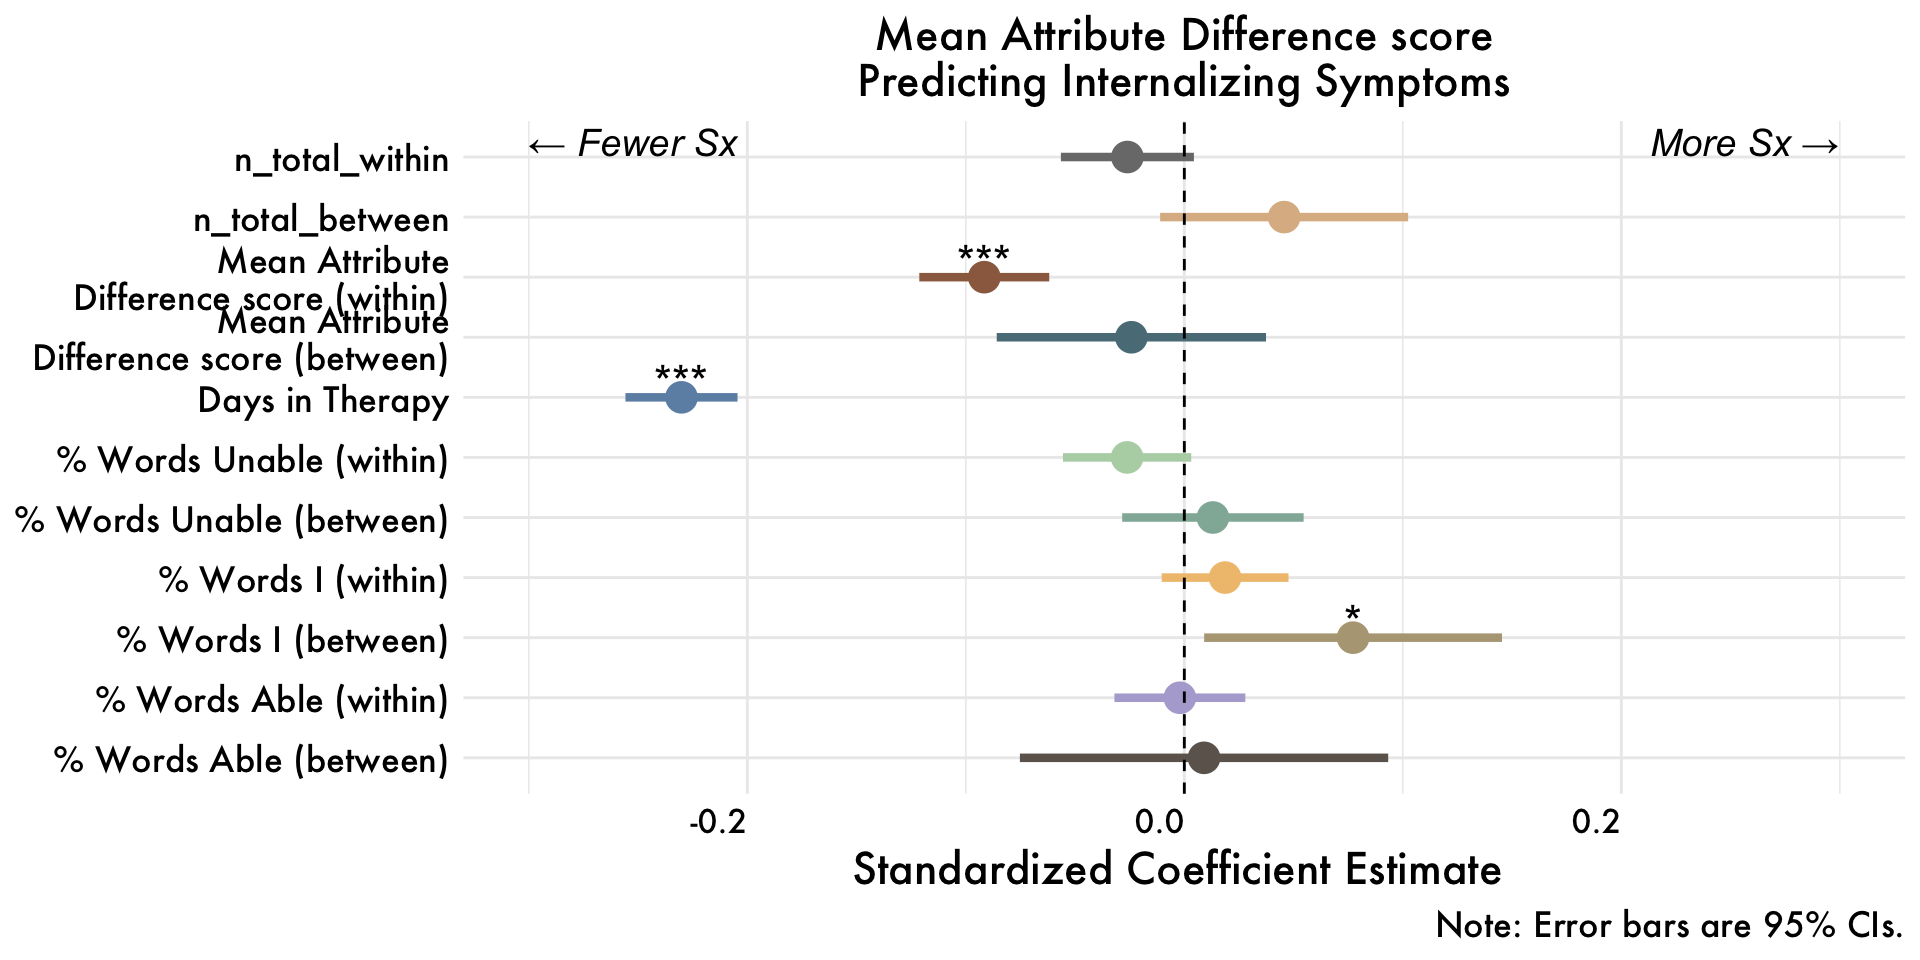 Mean Attribute Difference score
Predicting Internalizing Symptoms
← Fewer Sx
More Sx →
n_total_within
n_total_between
***
Mean Attribute
Difference score (within)
Mean Attribute
Difference score (between)
***
Days in Therapy
% Words Unable (within)
% Words Unable (between)
% Words I (within)
*
% Words I (between)
% Words Able (within)
% Words Able (between)
-0.2
0.0
0.2
Standardized Coefficient Estimate
Note: Error bars are 95% CIs.